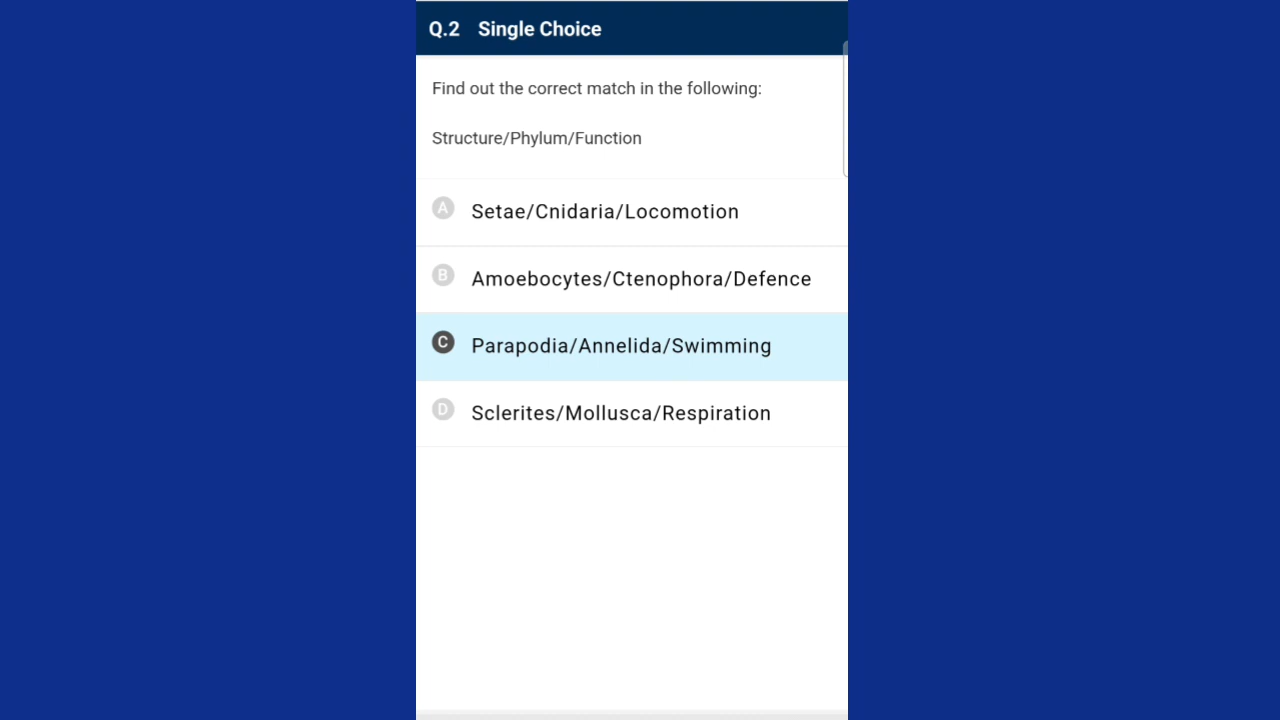 Q.2 Single Choice
Find out the correct match in the following:
Structure/Phylum/Function
A Setae/Cnidaria/Locomotion
B Amoebocytes/Ctenophora/Defence
C Parapodia/Annelida/Swimming
D Sclerites/Mollusca/Respiration